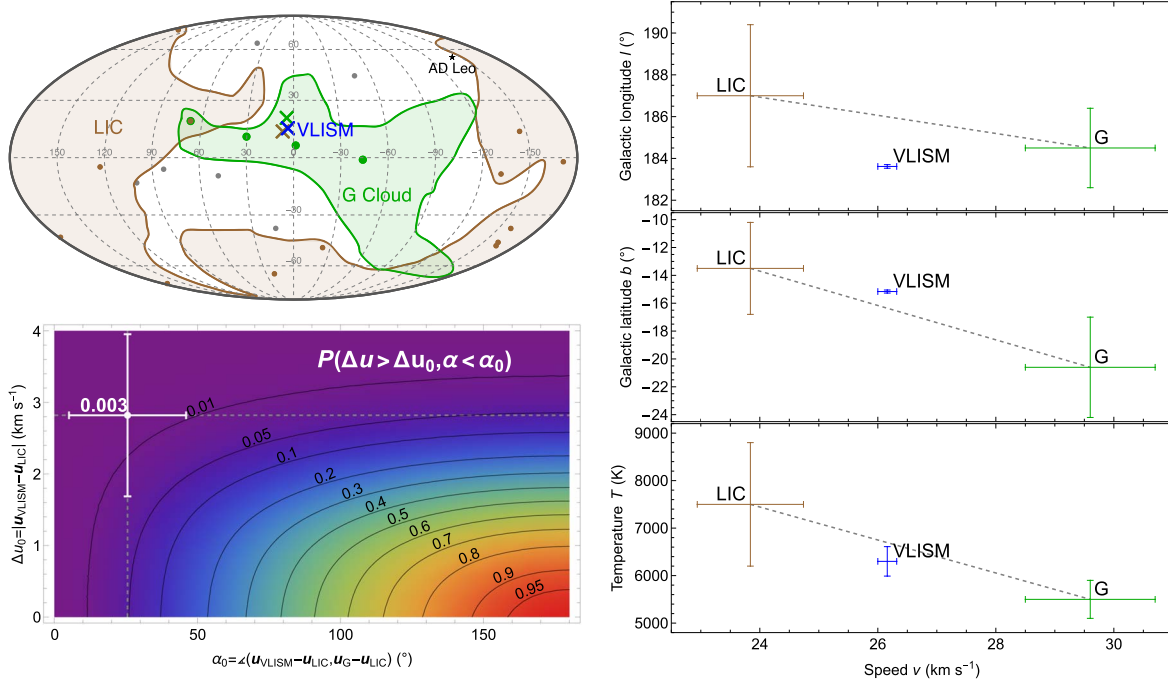 60
AD Leo
30
LIC
VLISM
150
120
90
60
30
0
−30
−60
−90
−120
−150
G Cloud
−30
−60
P(Δu > Δu₀, α < α₀)
0.003
0.01
0.05
0.1
0.2
0.3
0.4
0.5
0.6
0.7
0.8
0.9
0.95
4
3
2
1
0
0
50
100
150
Δu₀=|u_VLISM−u_LIC| (km s⁻¹)
α₀=∡(u_VLISM−u_LIC, u_G−u_LIC) (°)
190
188
186
184
182
Galactic longitude l (°)
LIC
VLISM
G
−10
−12
−14
−16
−18
−20
−22
−24
Galactic latitude b (°)
LIC
VLISM
G
9000
8000
7000
6000
5000
Temperature T (K)
LIC
VLISM
G
24
26
28
30
Speed v (km s⁻¹)